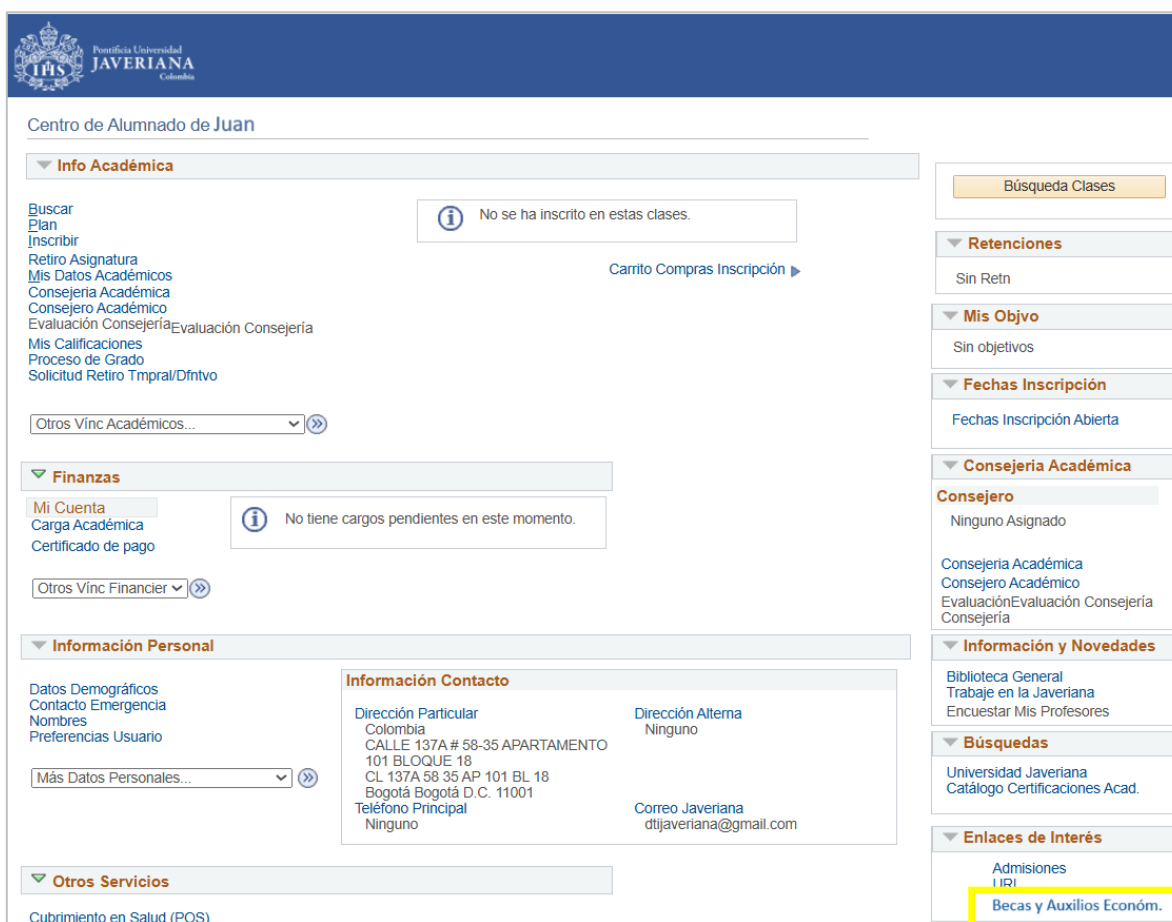 Pontificia Universidad
JAVERIANA
Colombia
IHS
Centro de Alumnado de Juan
Info Académica
Buscar
Plan
Inscribir
Retiro Asignatura
Mis Datos Académicos
Consejeria Académica
Consejero Académico
Evaluación Consejería Evaluación Consejería
Mis Calificaciones
Proceso de Grado
Solicitud Retiro Tmpral/Dfntvo
No se ha inscrito en estas clases.
Carrito Compras Inscripción
Otros Vínc Académicos...
Finanzas
Mi Cuenta
Carga Académica
Certificado de pago
No tiene cargos pendientes en este momento.
Otros Vínc Financier
Información Personal
Datos Demográficos
Contacto Emergencia
Nombres
Preferencias Usuario
Más Datos Personales...
Información Contacto
Dirección Particular
Colombia
CALLE 137A # 58-35 APARTAMENTO
101 BLOQUE 18
CL 137A 58 35 AP 101 BL 18
Bogotá Bogotá D.C. 11001
Dirección Alterna
Ninguno
Teléfono Principal
Ninguno
Correo Javeriana
dtijaveriana@gmail.com
Otros Servicios
Cubrimiento en Salud (POS)
Búsqueda Clases
Retenciones
Sin Retn
Mis Objvo
Sin objetivos
Fechas Inscripción
Fechas Inscripción Abierta
Consejeria Académica
Consejero
Ninguno Asignado
Consejeria Académica
Consejero Académico
EvaluaciónEvaluación Consejería
Consejería
Información y Novedades
Biblioteca General
Trabaje en la Javeriana
Encuestar Mis Profesores
Búsquedas
Universidad Javeriana
Catálogo Certificaciones Acad.
Enlaces de Interés
Admisiones
URL
Becas y Auxilios Económ.